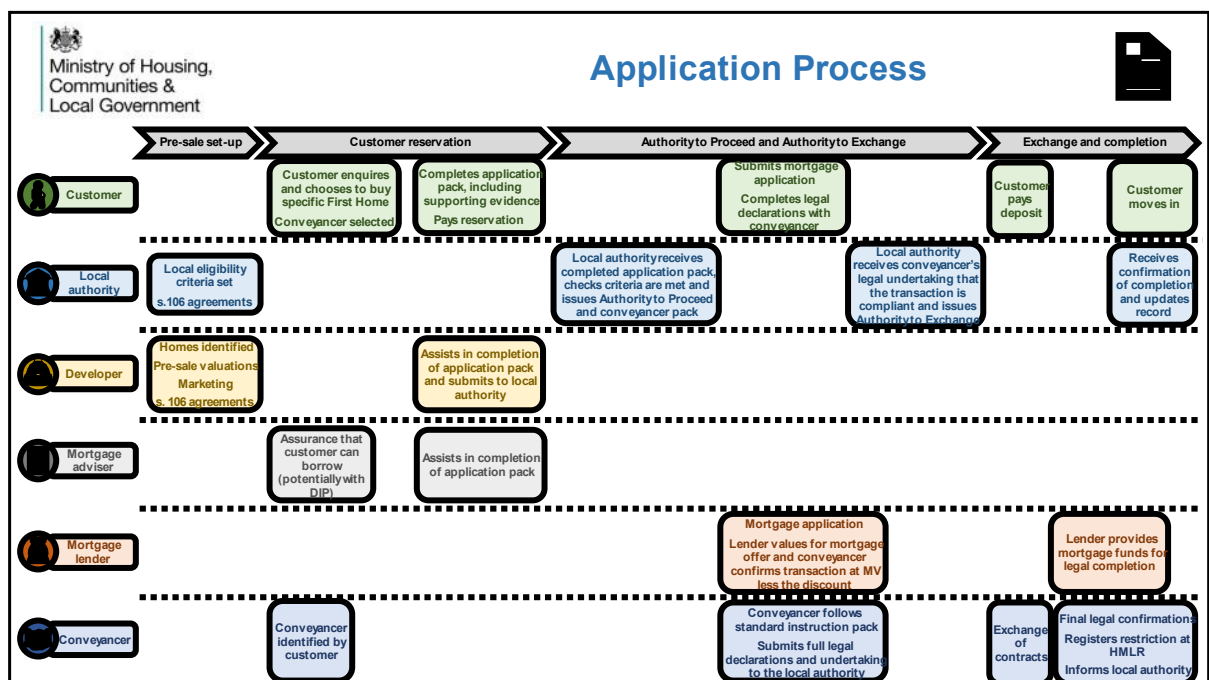 Ministry of Housing,
Communities &
Local Government
Application Process
Pre-sale set-up
Customer reservation
Authority to Proceed and Authority to Exchange
Exchange and completion
Customer
Customer enquires
and chooses to buy
specific First Home
Conveyancer selected
Completes application
pack, including
supporting evidence
Pays reservation
Submits mortgage
application
Completes legal
declarations with
conveyancer
Customer
pays
deposit
Customer
moves in
Local
authority
Local eligibility
criteria set
s.106 agreements
Local authority receives
completed application pack,
checks criteria are met and
issues Authority to Proceed
and conveyancer pack
Local authority
receives conveyancer's
legal undertaking that
the transaction is
compliant and issues
Authority to Exchange
Receives
confirmation
of completion
and updates
record
Developer
Homes identified
Pre-sale valuations
Marketing
s. 106 agreements
Assists in completion
of application pack
and submits to local
authority
Mortgage
adviser
Assurance that
customer can
borrow
(potentially with
DIP)
Assists in completion
of application pack
Mortgage
lender
Mortgage application
Lender values for mortgage
offer and conveyancer
confirms transaction at MV
less the discount
Lender provides
mortgage funds for
legal completion
Conveyancer
Conveyancer
identified by
customer
Conveyancer follows
standard instruction pack
Submits full legal
declarations and undertaking
to the local authority
Exchange
of
contracts
Final legal confirmations
Registers restriction at
HMLR
Informs local authority